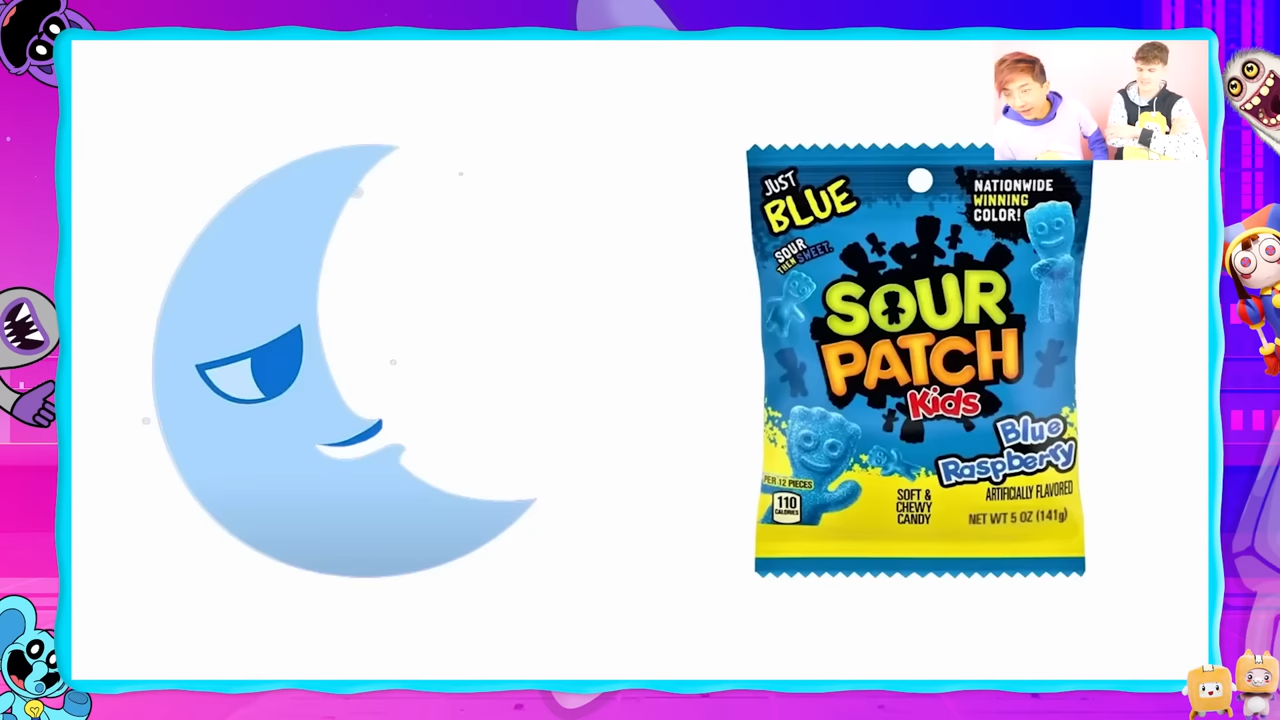 JUST
BLUE
SOUR
THEN SWEET.
NATIONWIDE
WINNING
COLOR!
SOUR
PATCH
Kids
Blue
Raspberry
PER 12 PIECES
110
CALORIES
SOFT &
CHEWY
CANDY
ARTIFICIALLY FLAVORED
NET WT 5 OZ (141g)